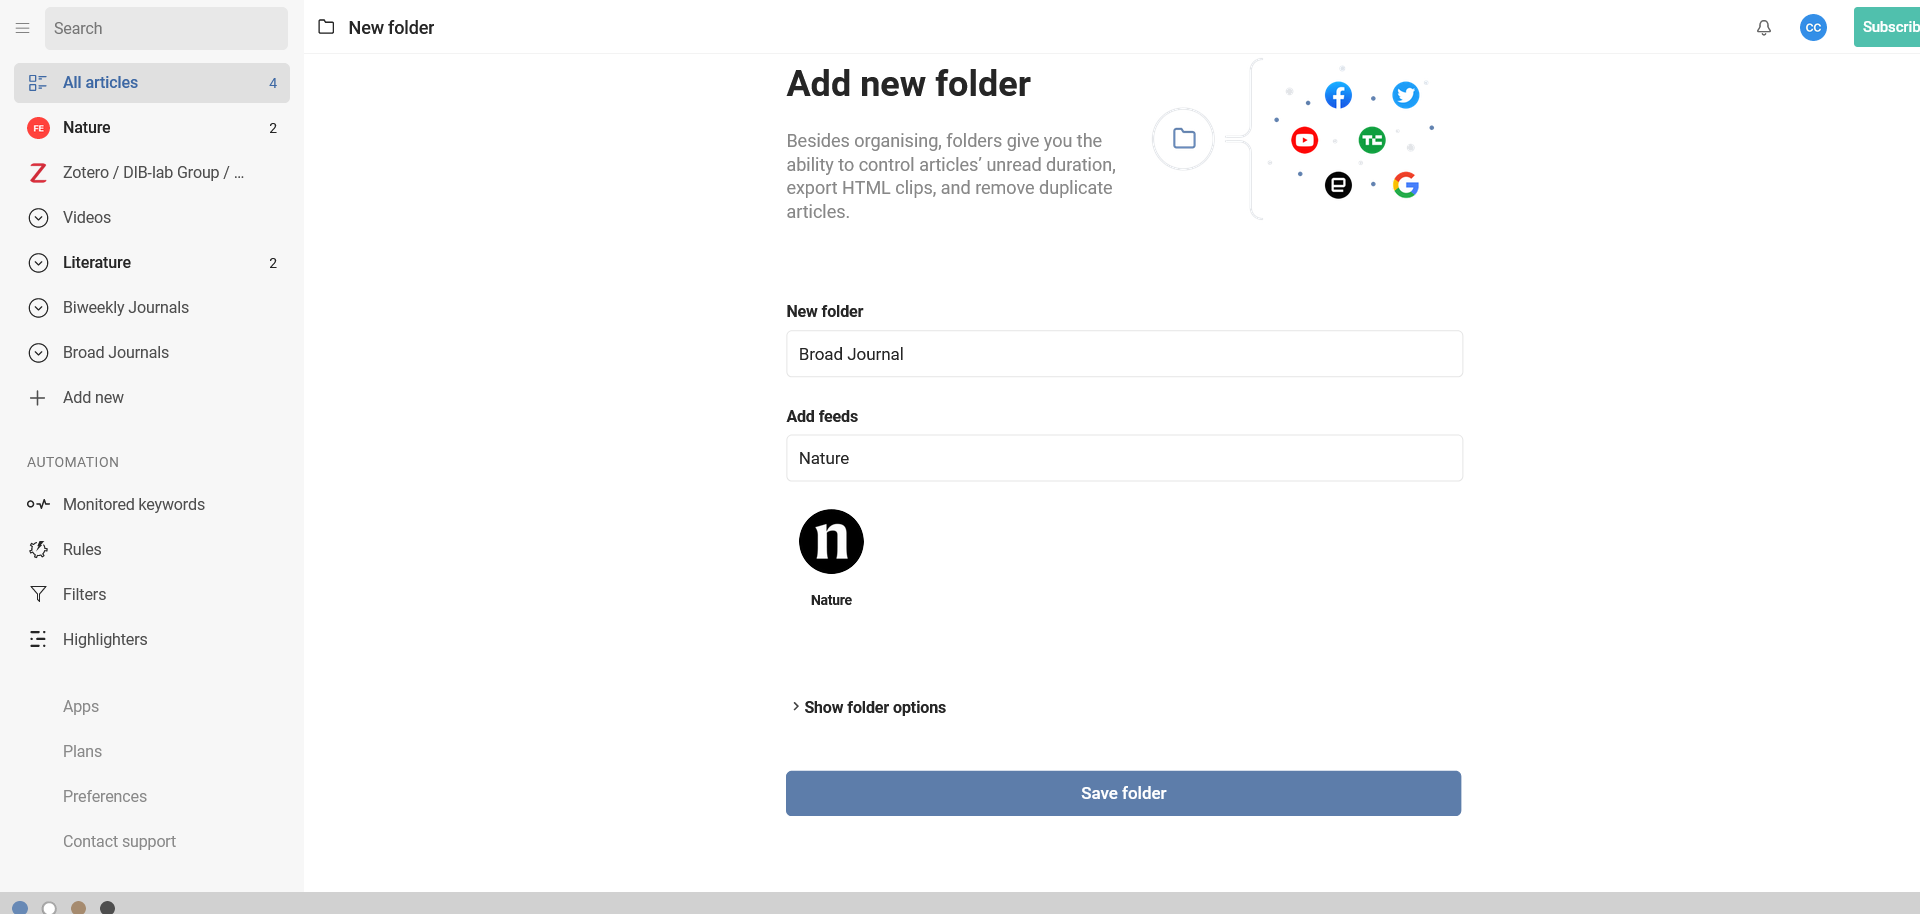 Search
New folder
CC
Subscrib
All articles 4
FE Nature 2
Z Zotero / DIB-lab Group / ...
Videos
Literature 2
Biweekly Journals
Broad Journals
Add new
AUTOMATION
Monitored keywords
Rules
Filters
Highlighters
Apps
Plans
Preferences
Contact support
Add new folder
Besides organising, folders give you the
ability to control articles’ unread duration,
export HTML clips, and remove duplicate
articles.
TC
New folder
Broad Journal
Add feeds
Nature
n
Nature
Show folder options
Save folder